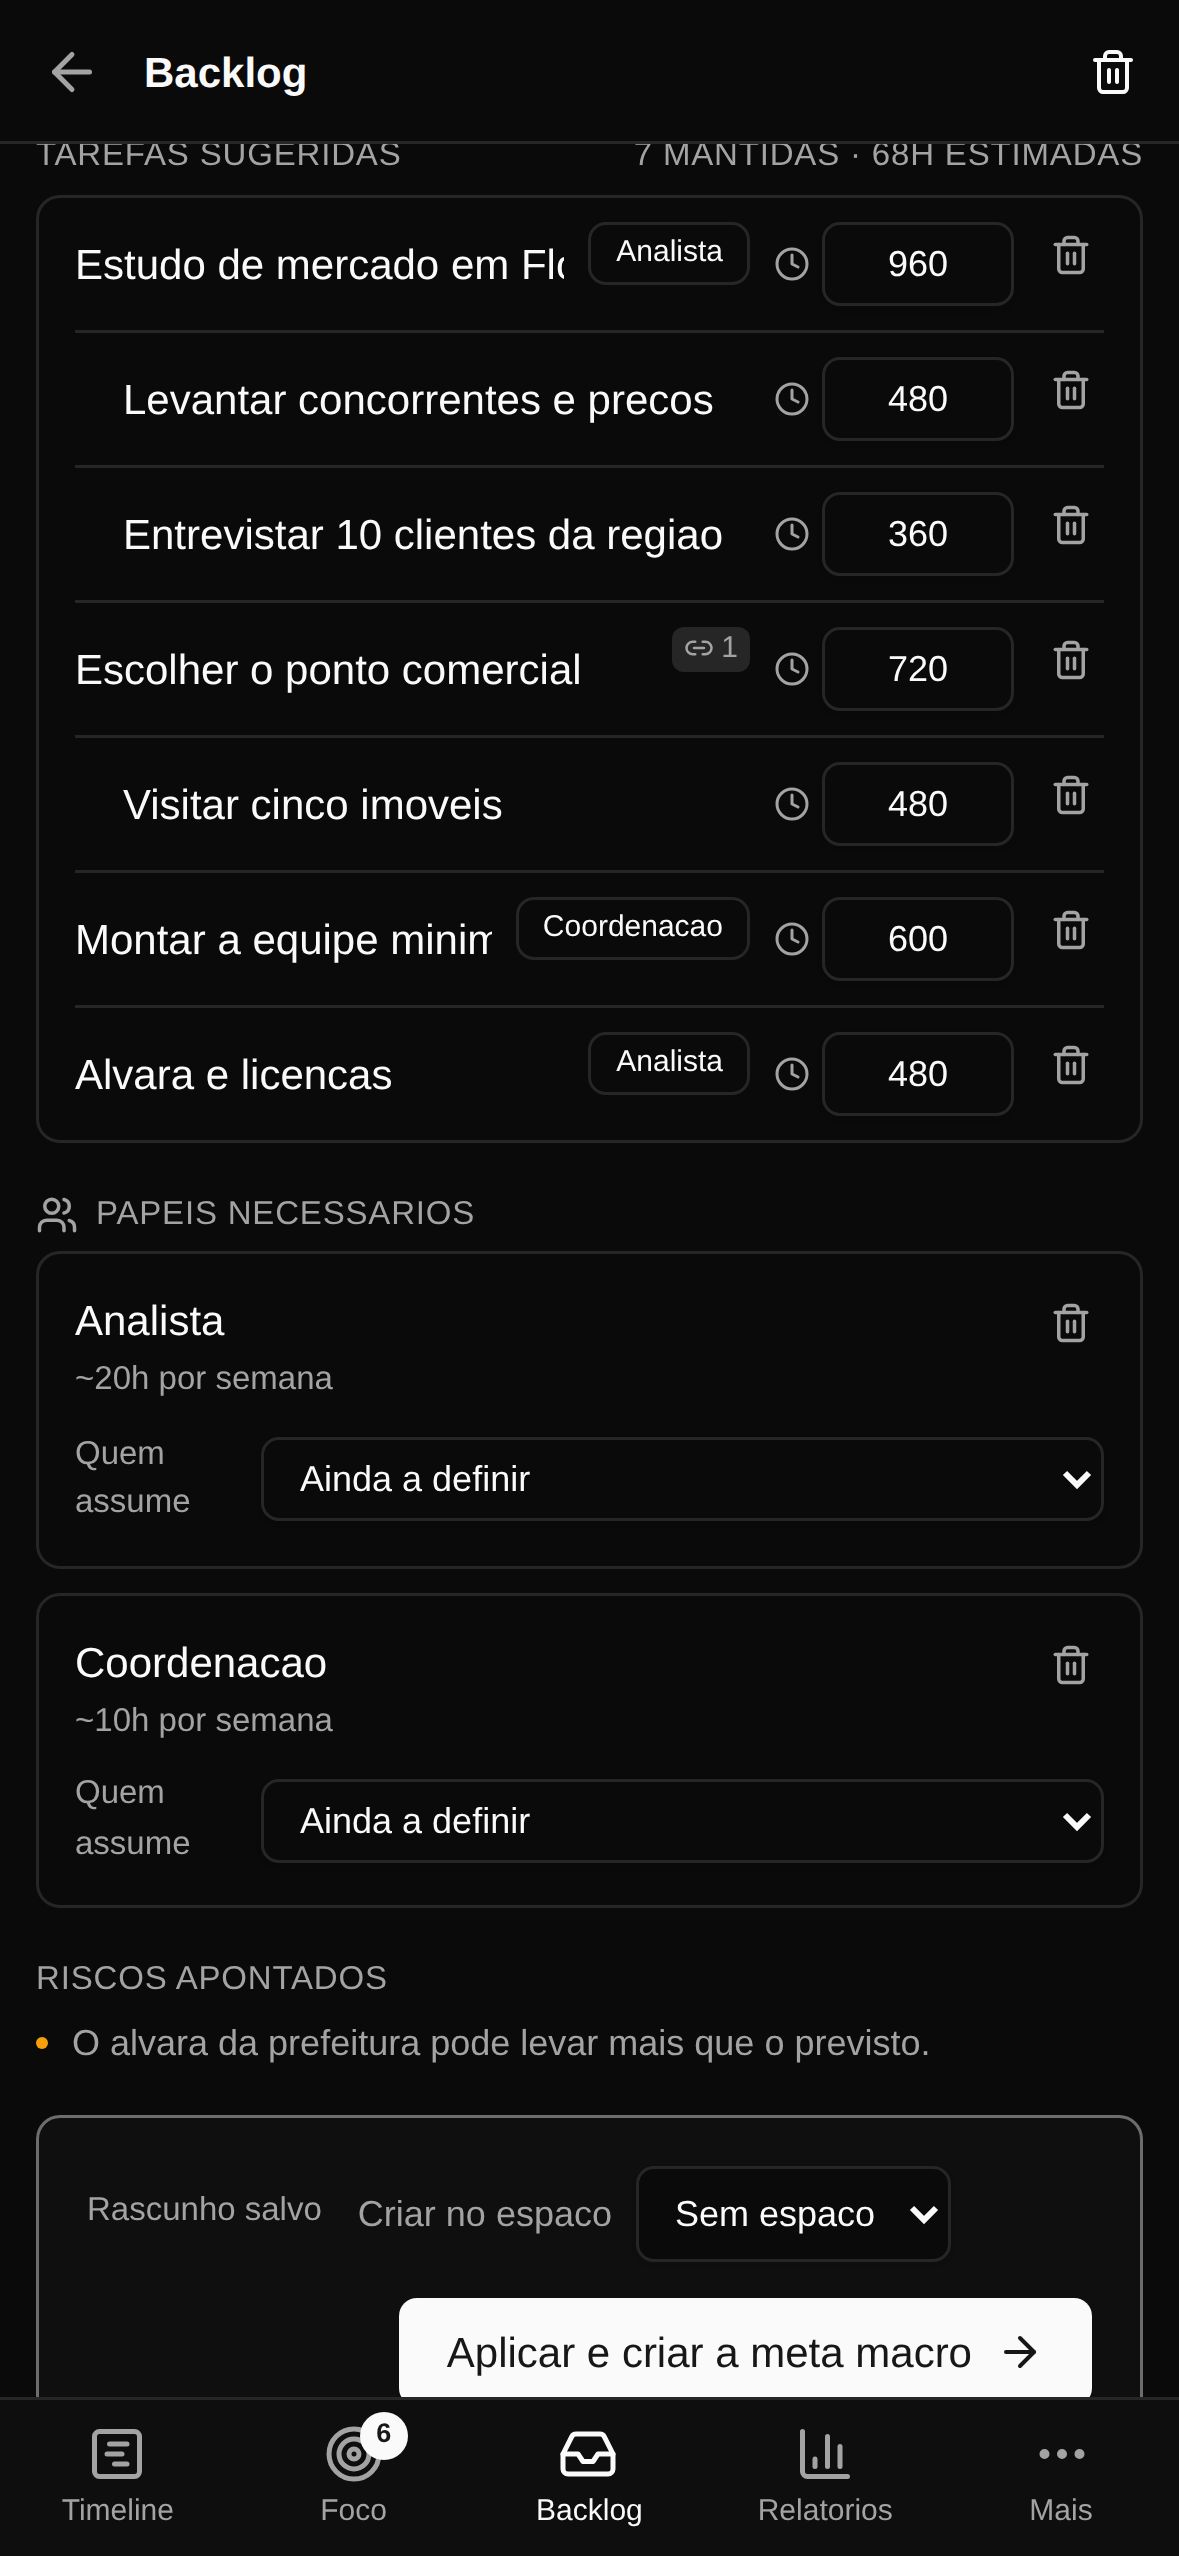 Backlog
TAREFAS SUGERIDAS 7 MANTIDAS · 68H ESTIMADAS
Estudo de mercado em Flo Analista 960
Levantar concorrentes e precos 480
Entrevistar 10 clientes da regiao 360
Escolher o ponto comercial 1 720
Visitar cinco imoveis 480
Montar a equipe minim Coordenacao 600
Alvara e licencas Analista 480
PAPEIS NECESSARIOS
Analista
~20h por semana
Quem
assume
Ainda a definir
Coordenacao
~10h por semana
Quem
assume
Ainda a definir
RISCOS APONTADOS
• O alvara da prefeitura pode levar mais que o previsto.
Rascunho salvo Criar no espaco Sem espaco
Aplicar e criar a meta macro →
6
Timeline Foco Backlog Relatorios Mais